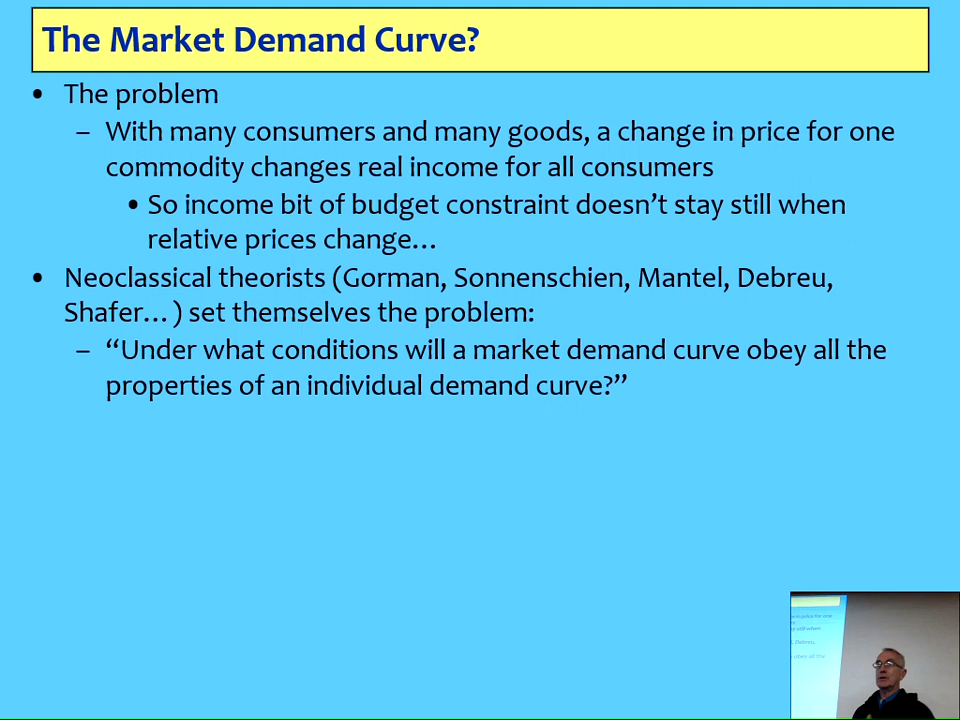 The Market Demand Curve?
• The problem
– With many consumers and many goods, a change in price for one
commodity changes real income for all consumers
• So income bit of budget constraint doesn't stay still when
relative prices change…
• Neoclassical theorists (Gorman, Sonnenschien, Mantel, Debreu,
Shafer…) set themselves the problem:
– “Under what conditions will a market demand curve obey all the
properties of an individual demand curve?”